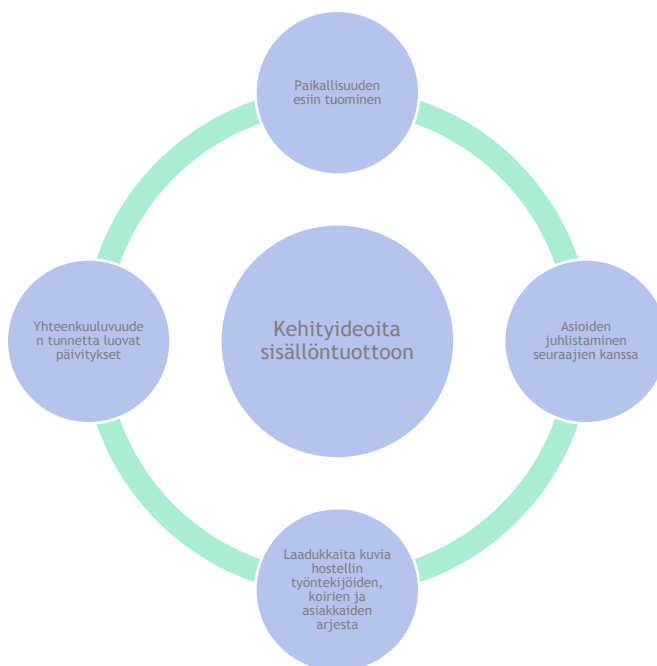 Paikallisuuden
esiin tuominen
Yhteenkuuluvuude
n tunnetta luovat
päivitykset
Kehityideoita
sisällöntuottoon
Asioiden
juhlistaminen
seuraajien kanssa
Laadukkaita kuvia
hostellin
työntekijöiden,
koirien ja
asiakkaiden
arjesta